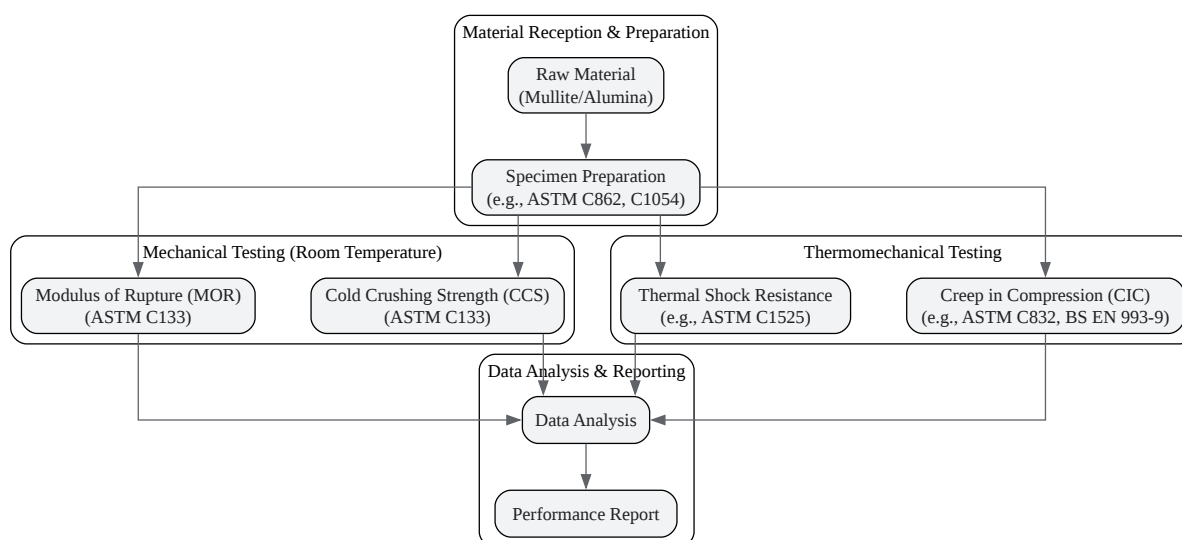 Material Reception & Preparation
Raw Material
(Mullite/Alumina)
Specimen Preparation
(e.g., ASTM C862, C1054)
Mechanical Testing (Room Temperature)
Modulus of Rupture (MOR)
(ASTM C133)
Cold Crushing Strength (CCS)
(ASTM C133)
Thermomechanical Testing
Thermal Shock Resistance
(e.g., ASTM C1525)
Creep in Compression (CIC)
(e.g., ASTM C832, BS EN 993-9)
Data Analysis & Reporting
Data Analysis
Performance Report